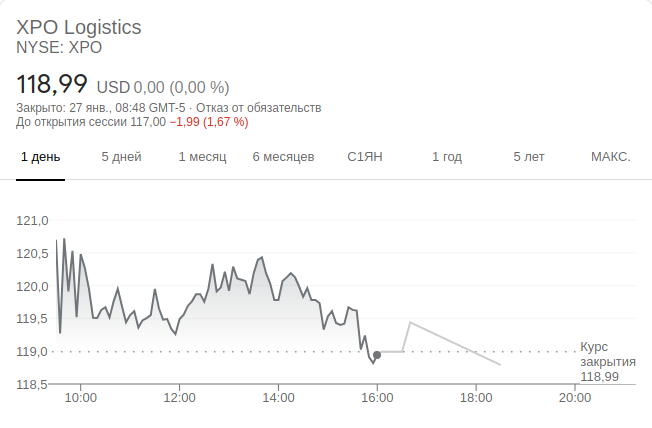 XPO Logistics
NYSE: XPO
118,99 USD 0,00 (0,00 %)
Закрыто: 27 янв., 08:48 GMT-5 · Отказ от обязательств
До открытия сессии 117,00 −1,99 (1,67 %)
1 день 5 дней 1 месяц 6 месяцев С1ЯН 1 год 5 лет МАКС.
121,0
120,5
120,0
119,5
119,0
118,5
Курс
закрытия
118,99
10:00 12:00 14:00 16:00 18:00 20:00